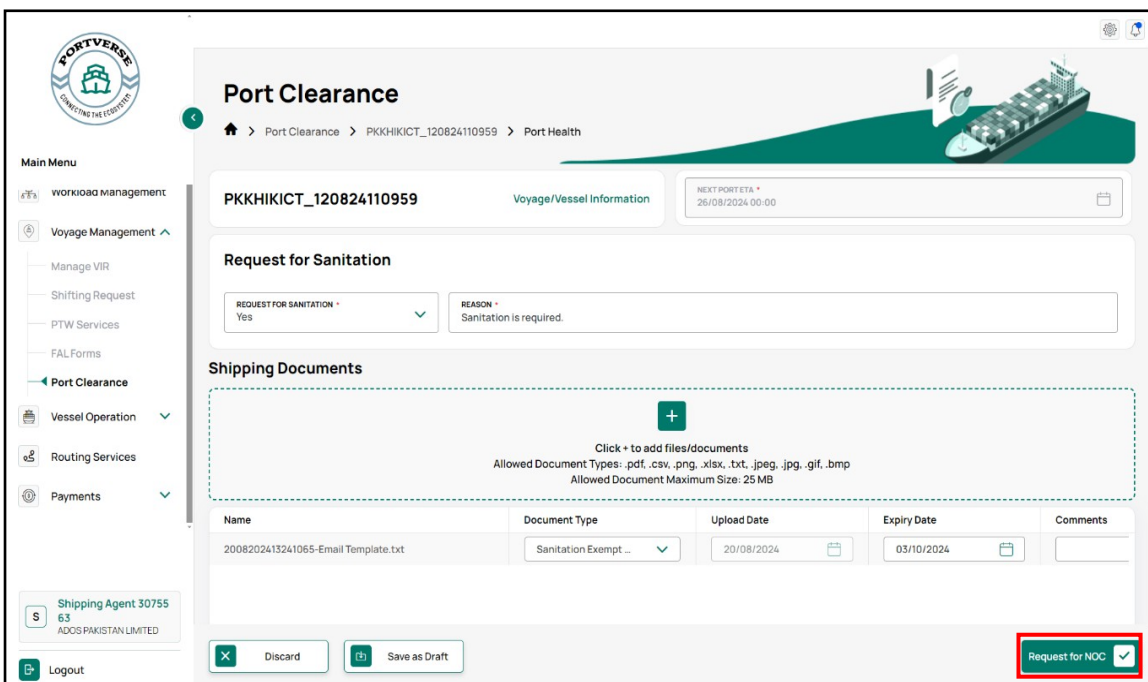 PORTVERSE
CONNECTING THE ECOSYSTEM
Main Menu
Workload Management
Voyage Management
Manage VIR
Shifting Request
PTW Services
FAL Forms
Port Clearance
Vessel Operation
Routing Services
Payments
S
Shipping Agent 30755
63
ADOS PAKISTAN LIMITED
Logout
Port Clearance
> Port Clearance > PKKHIKICT_120824110959 > Port Health
PKKHIKICT_120824110959
Voyage/Vessel Information
NEXT PORT ETA *
26/08/2024 00:00
Request for Sanitation
REQUEST FOR SANITATION *
Yes
REASON *
Sanitation is required.
Shipping Documents
+
Click + to add files/documents
Allowed Document Types: .pdf, .csv, .png, .xlsx, .txt, .jpeg, .jpg, .gif, .bmp
Allowed Document Maximum Size: 25 MB
Name Document Type Upload Date Expiry Date Comments
2008202413241065-Email Template.txt Sanitation Exempt ... 20/08/2024 03/10/2024
Discard
Save as Draft
Request for NOC